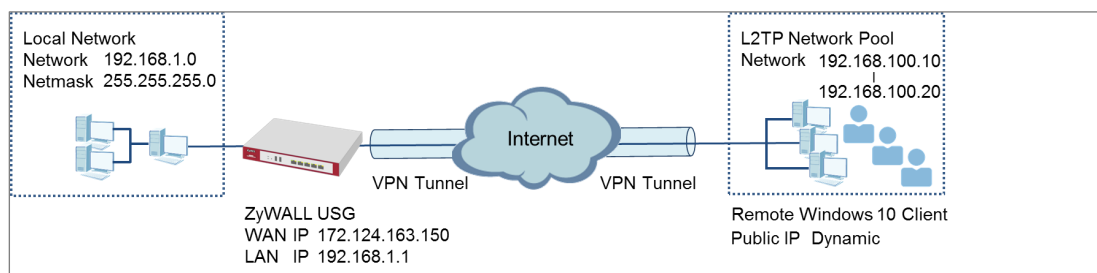 Local Network
Network 192.168.1.0
Netmask 255.255.255.0
L2TP Network Pool
Network 192.168.100.10
|
192.168.100.20
Internet
VPN Tunnel
VPN Tunnel
ZyWALL USG
WAN IP 172.124.163.150
LAN IP 192.168.1.1
Remote Windows 10 Client
Public IP Dynamic